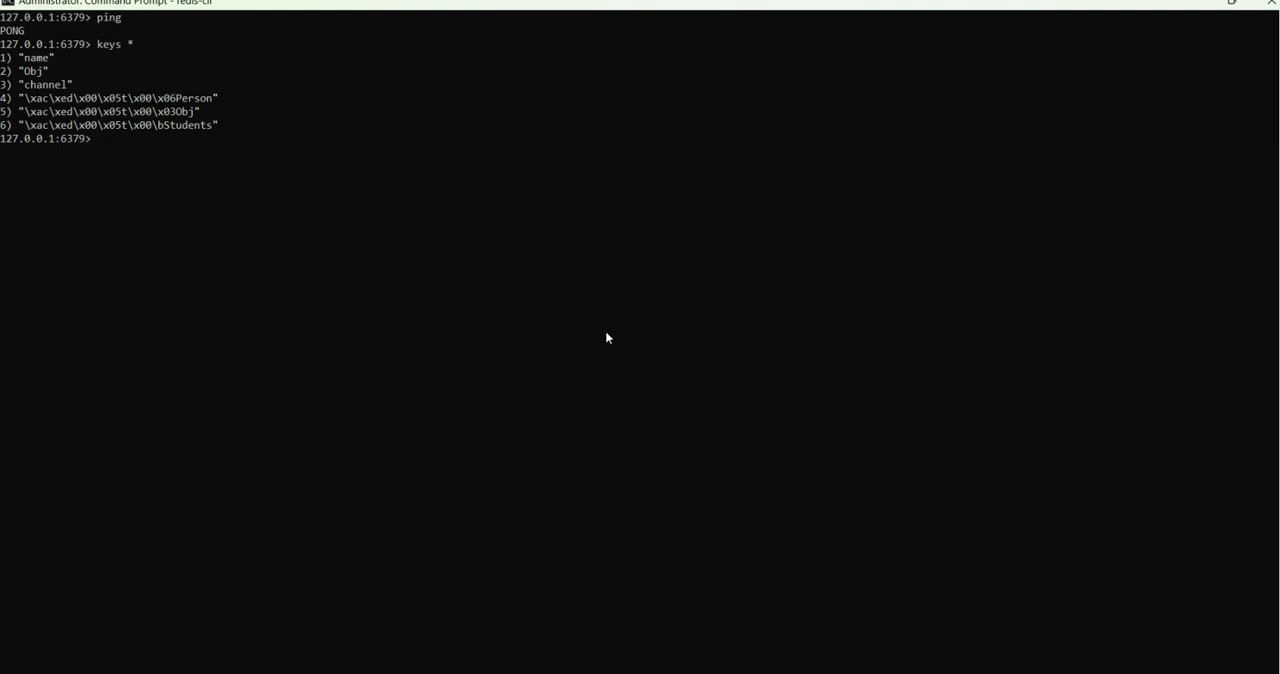 Administrator: Command Prompt - redis-cli
127.0.0.1:6379> ping
PONG
127.0.0.1:6379> keys *
1) "name"
2) "Obj"
3) "channel"
4) "\xac\xed\x00\x05t\x00\x06Person"
5) "\xac\xed\x00\x05t\x00\x03Obj"
6) "\xac\xed\x00\x05t\x00\bStudents"
127.0.0.1:6379>